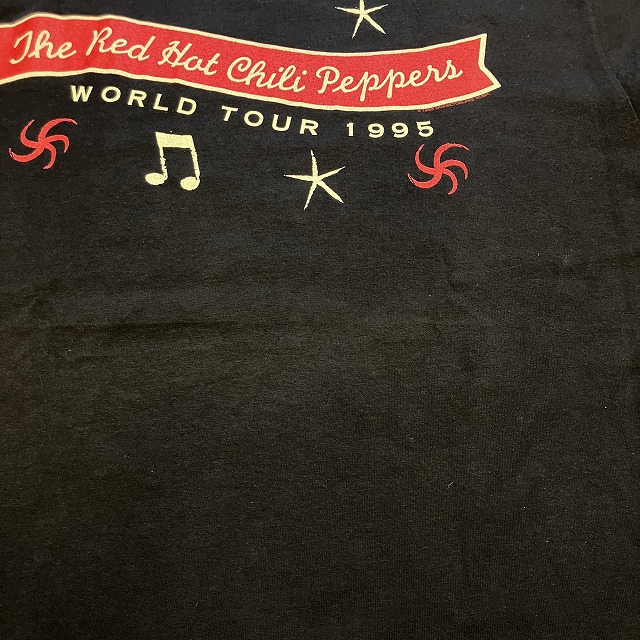 The Red Hot Chili Peppers
WORLD TOUR 1995